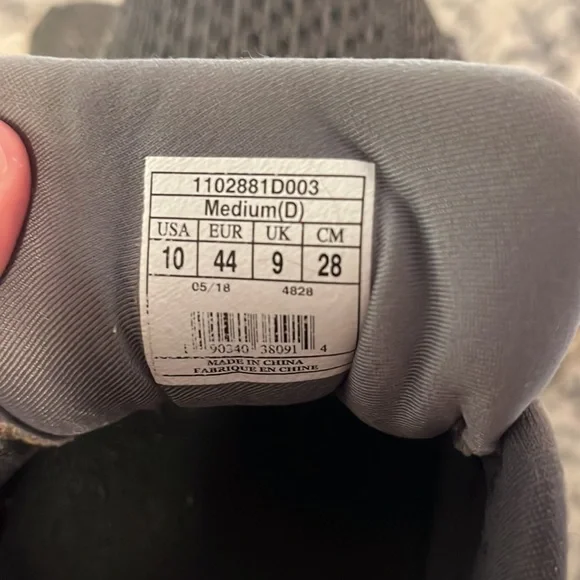 1102881D003
Medium(D)
USA EUR UK CM
10 44 9 28
05/18 4828
90340 38091 4
MADE IN CHINA
FABRIQUE EN CHINE